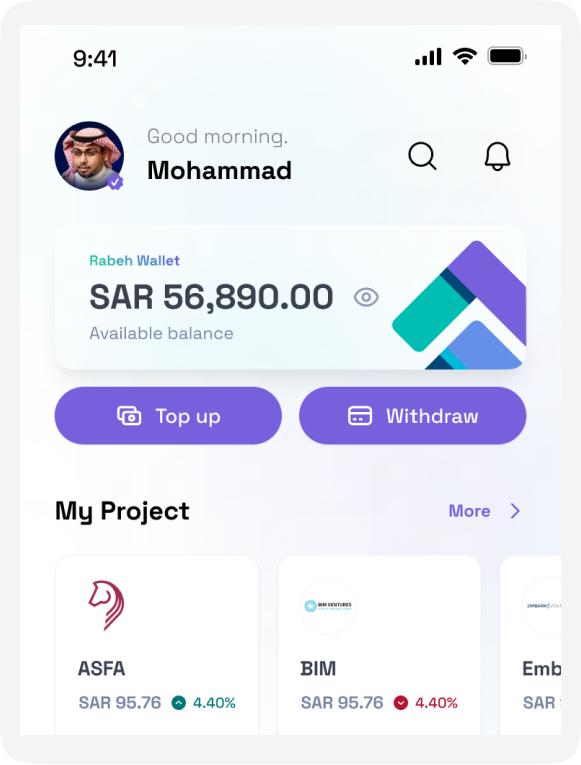 9:41
Good morning.
Mohammad
Rabeh Wallet
SAR 56,890.00
Available balance
Top up
Withdraw
My Project
More
BIM VENTURES
ASFA
BIM
Emb
SAR 95.76
4.40%
SAR 95.76
4.40%
SAR